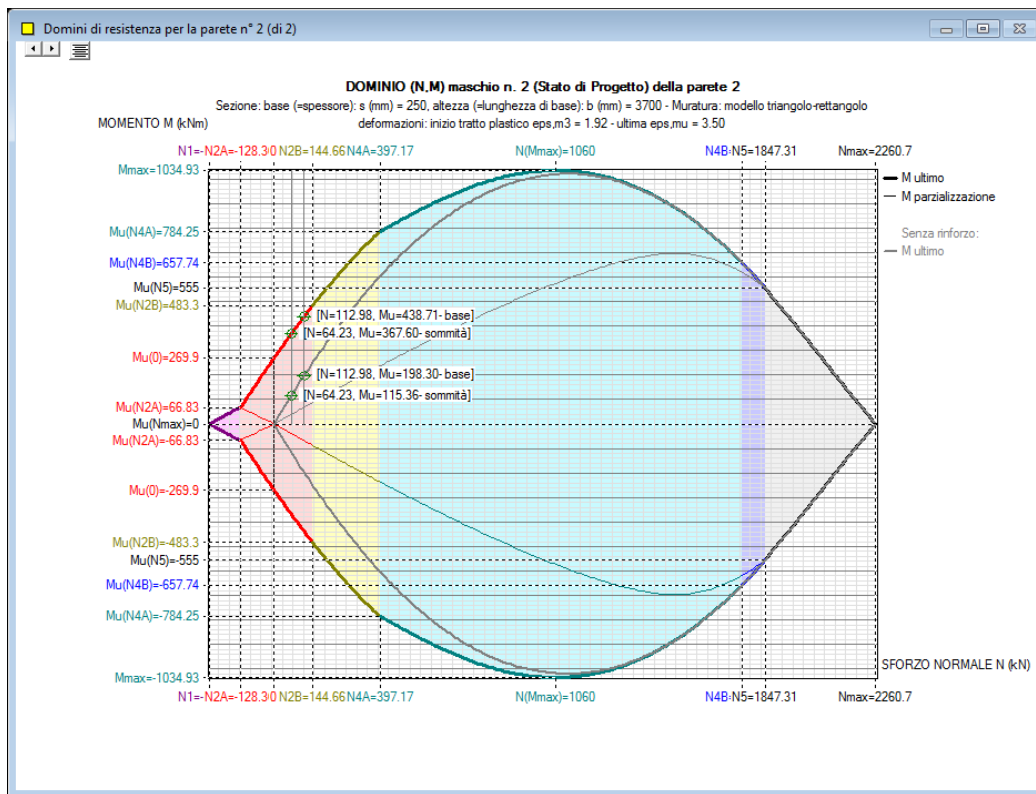 Domini di resistenza per la parete n° 2 (di 2)
DOMINIO (N,M) maschio n. 2 (Stato di Progetto) della parete 2
Sezione: base (=spessore): s (mm) = 250, altezza (=lunghezza di base): b (mm) = 3700 - Muratura: modello triangolo-rettangolo
MOMENTO M (kNm)
deformazioni: inizio tratto plastico eps,m3 = 1.92 - ultima eps,mu = 3.50
N1=-N2A=-128.30 N2B=144.66 N4A=397.17 N(Mmax)=1060 N4B-N5=1847.31 Nmax=2260.7
Mmax=1034.93
M ultimo
M parzializzazione
Mu(N4A)=784.25
Senza rinforzo:
M ultimo
Mu(N4B)=657.74
Mu(N5)=555
Mu(N2B)=483.3
[N=112.98, Mu=438.71- base]
[N=64.23, Mu=367.60- sommità]
Mu(0)=269.9
[N=112.98, Mu=198.30- base]
[N=64.23, Mu=115.36- sommità]
Mu(N2A)=66.83
Mu(Nmax)=0
Mu(N2A)=-66.83
Mu(0)=-269.9
Mu(N2B)=-483.3
Mu(N5)=-555
Mu(N4B)=-657.74
Mu(N4A)=-784.25
SFORZO NORMALE N (kN)
Mmax=-1034.93
N1=-N2A=-128.30 N2B=144.66 N4A=397.17 N(Mmax)=1060 N4B-N5=1847.31 Nmax=2260.7